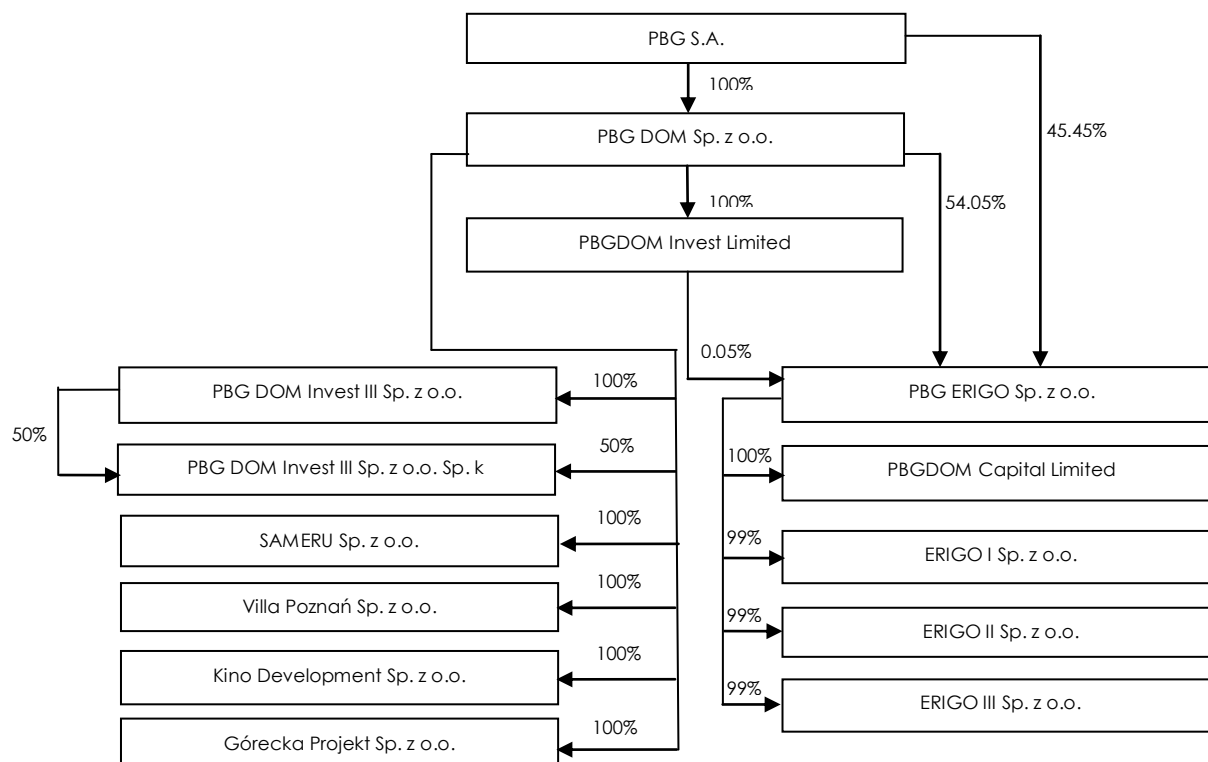 PBG S.A.
100%
45.45%
PBG DOM Sp. z o.o.
100%
54.05%
PBGDOM Invest Limited
0.05%
PBG DOM Invest III Sp. z o.o.
100%
PBG ERIGO Sp. z o.o.
50%
PBG DOM Invest III Sp. z o.o. Sp. k
50%
100%
PBGDOM Capital Limited
SAMERU Sp. z o.o.
100%
99%
ERIGO I Sp. z o.o.
Villa Poznań Sp. z o.o.
100%
99%
ERIGO II Sp. z o.o.
Kino Development Sp. z o.o.
100%
99%
ERIGO III Sp. z o.o.
Górecka Projekt Sp. z o.o.
100%